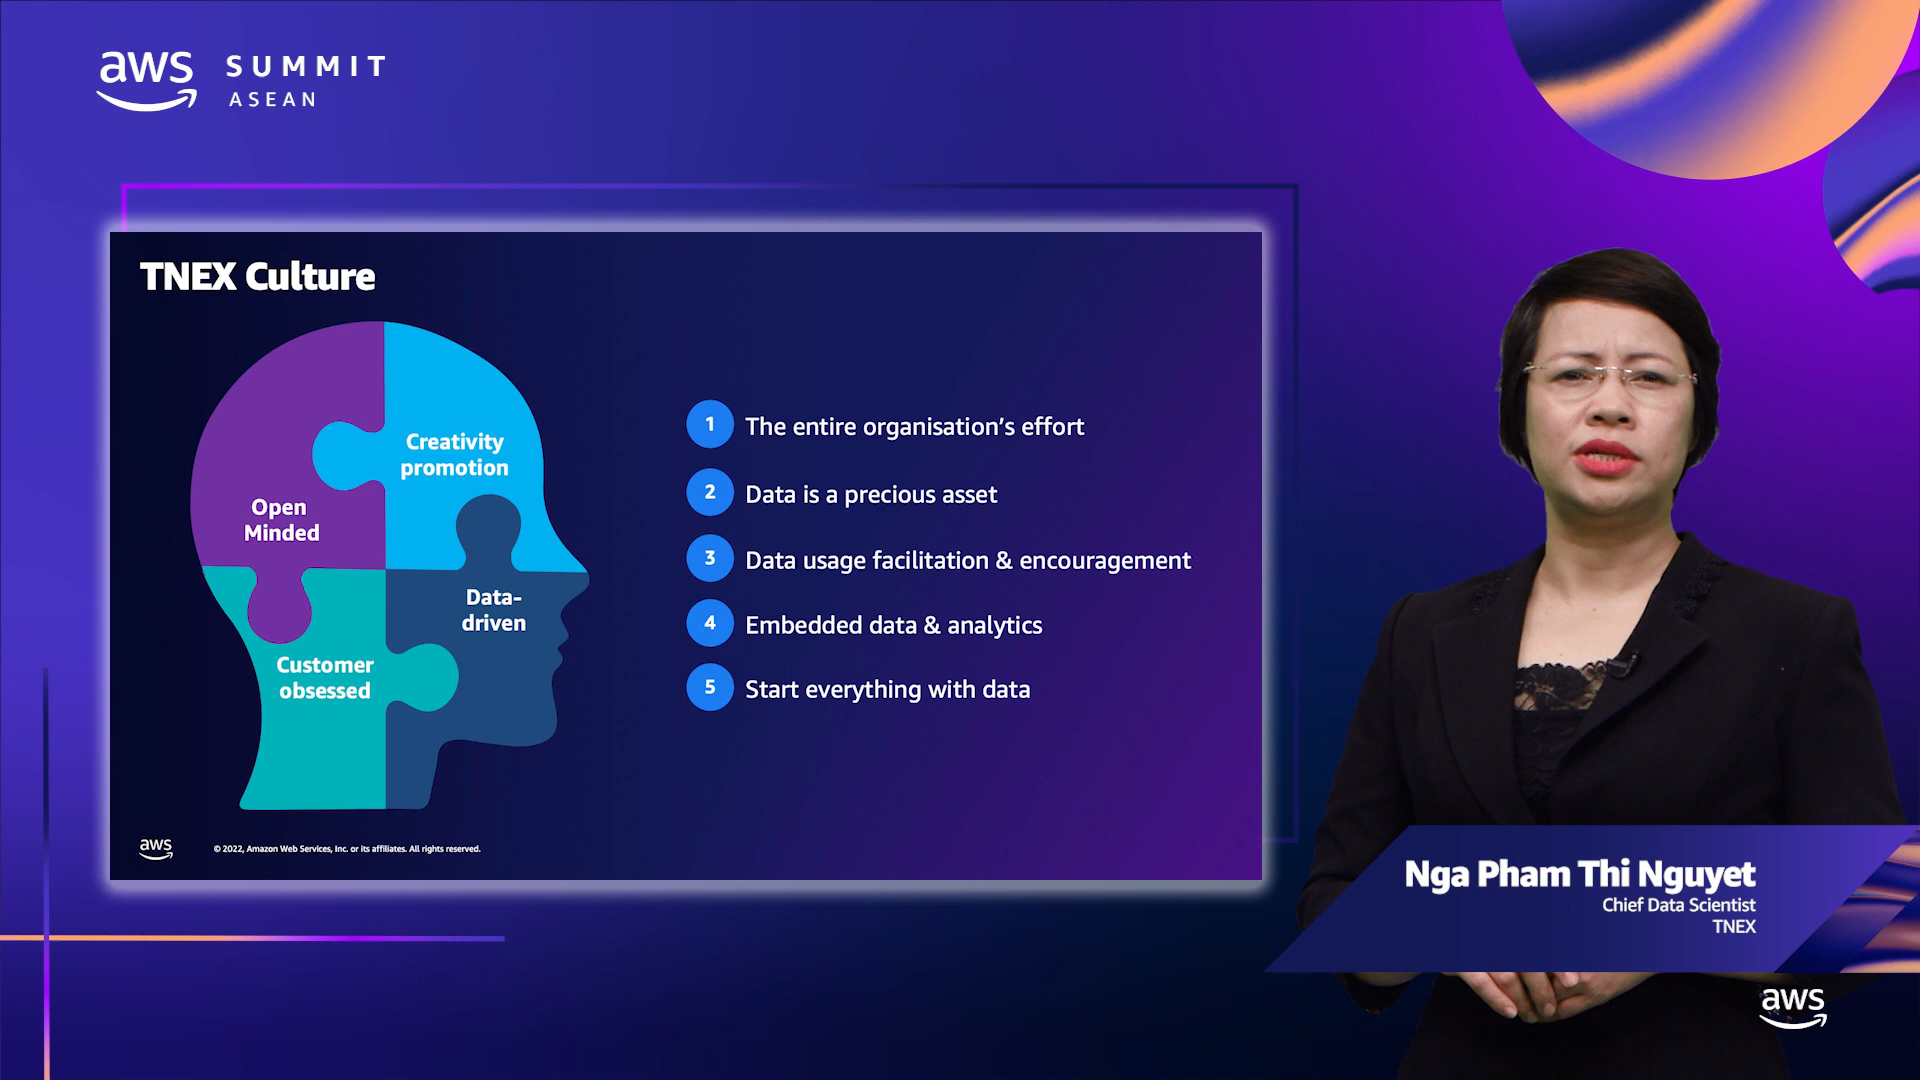 aws SUMMIT
ASEAN
TNEX Culture
Creativity
promotion
Open
Minded
Data-
driven
Customer
obsessed
1 The entire organisation's effort
2 Data is a precious asset
3 Data usage facilitation & encouragement
4 Embedded data & analytics
5 Start everything with data
aws © 2022, Amazon Web Services, Inc. or its affiliates. All rights reserved.
Nga Pham Thi Nguyet
Chief Data Scientist
TNEX
aws